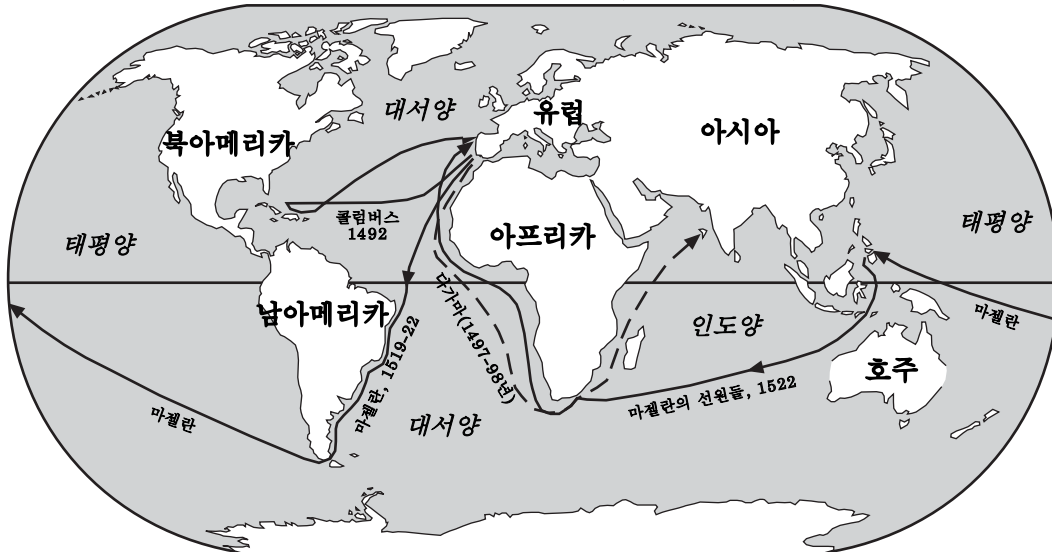 대서양
유럽
아시아
북아메리카
콜럼버스
1492
아프리카
태평양
태평양
남아메리카
다가마(1497-98년)
인도양
마젤란
마젤란, 1519-22
호주
마젤란의 선원들, 1522
마젤란
대서양